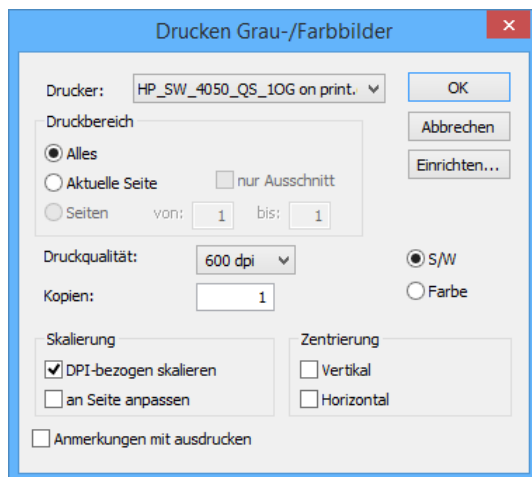 Drucken Grau-/Farbbilder
Drucker: HP_SW_4050_QS_1OG on print.
OK
Druckbereich
Abbrechen
Alles
Einrichten...
Aktuelle Seite nur Ausschnitt
Seiten von: 1 bis: 1
Druckqualität: 600 dpi S/W
Kopien: 1 Farbe
Skalierung Zentrierung
DPI-bezogen skalieren Vertikal
an Seite anpassen Horizontal
Anmerkungen mit ausdrucken